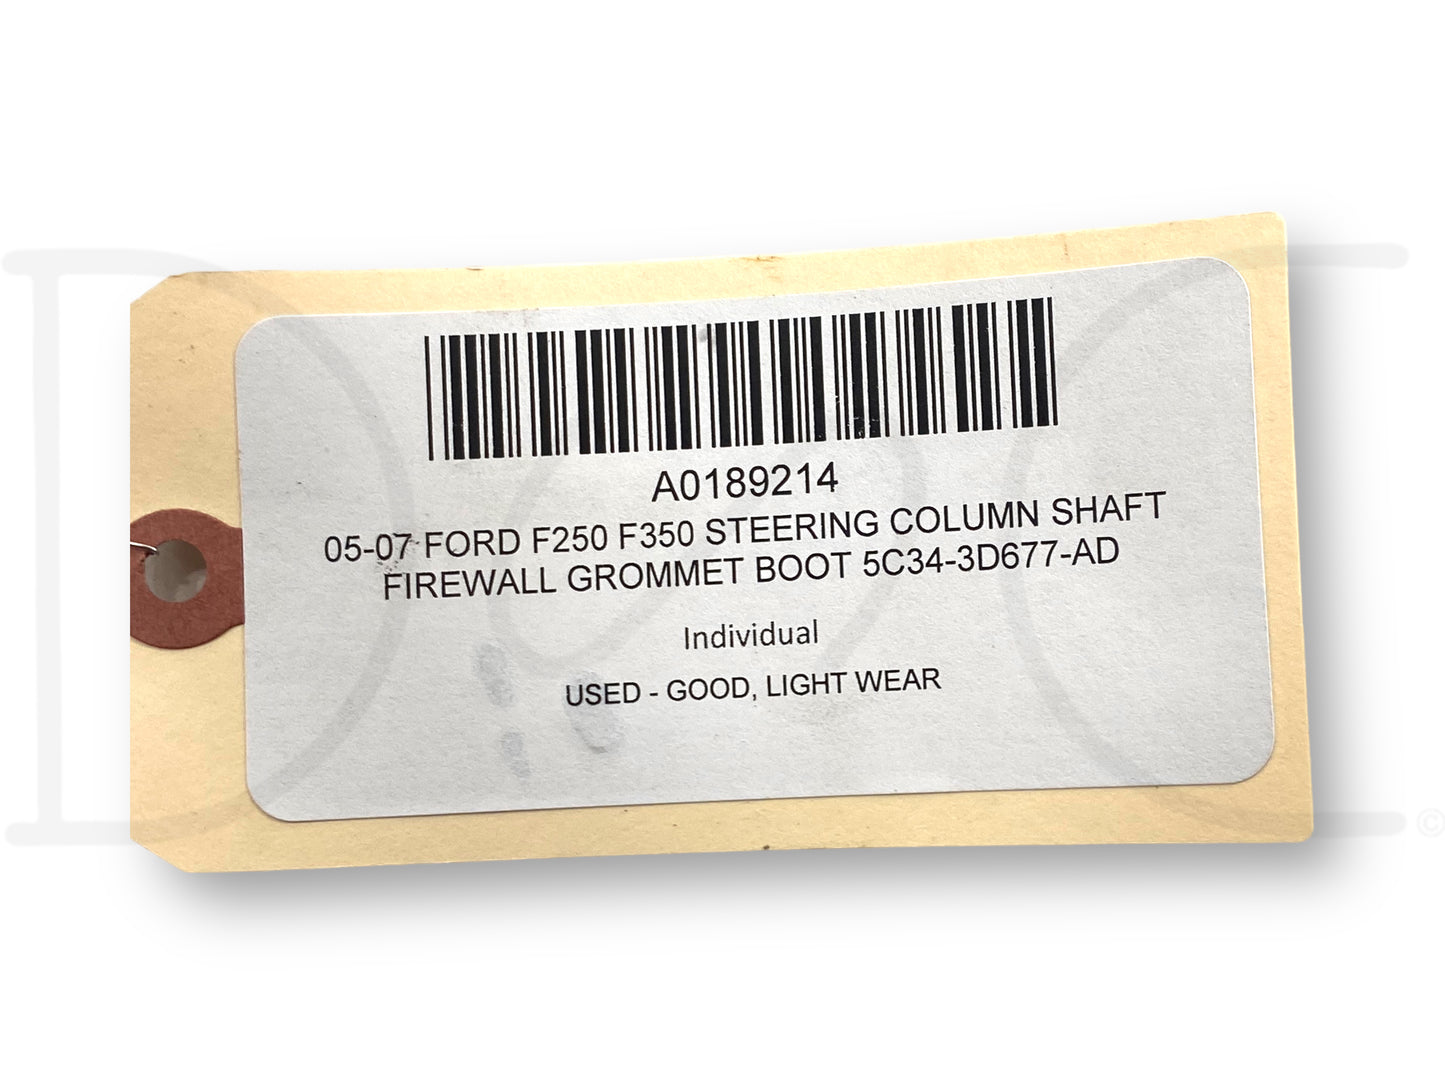 A0189214
05-07 FORD F250 F350 STEERING COLUMN SHAFT
FIREWALL GROMMET BOOT 5C34-3D677-AD
Individual
USED - GOOD, LIGHT WEAR
©